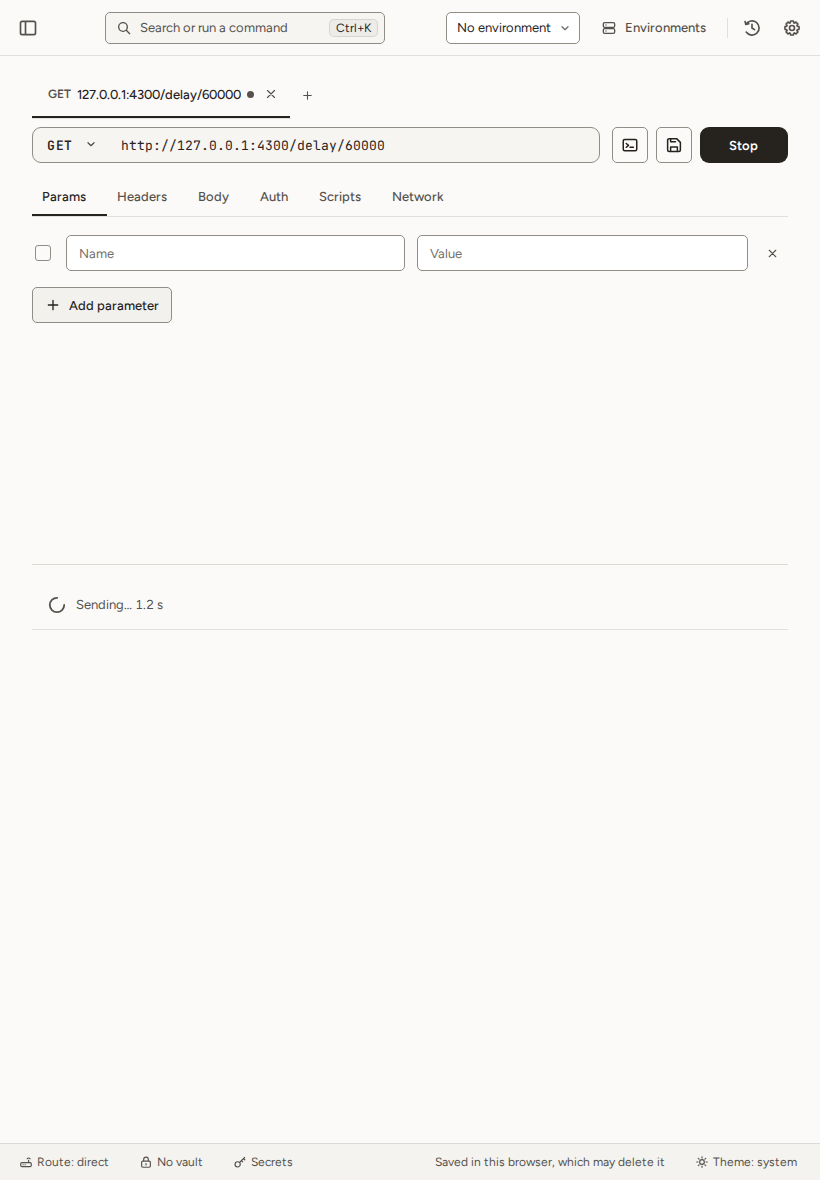 Search or run a command Ctrl+K No environment Environments
GET 127.0.0.1:4300/delay/60000
GET http://127.0.0.1:4300/delay/60000 Stop
Params Headers Body Auth Scripts Network
Name Value
Add parameter
Sending... 1.2 s
Route: direct No vault Secrets Saved in this browser, which may delete it Theme: system